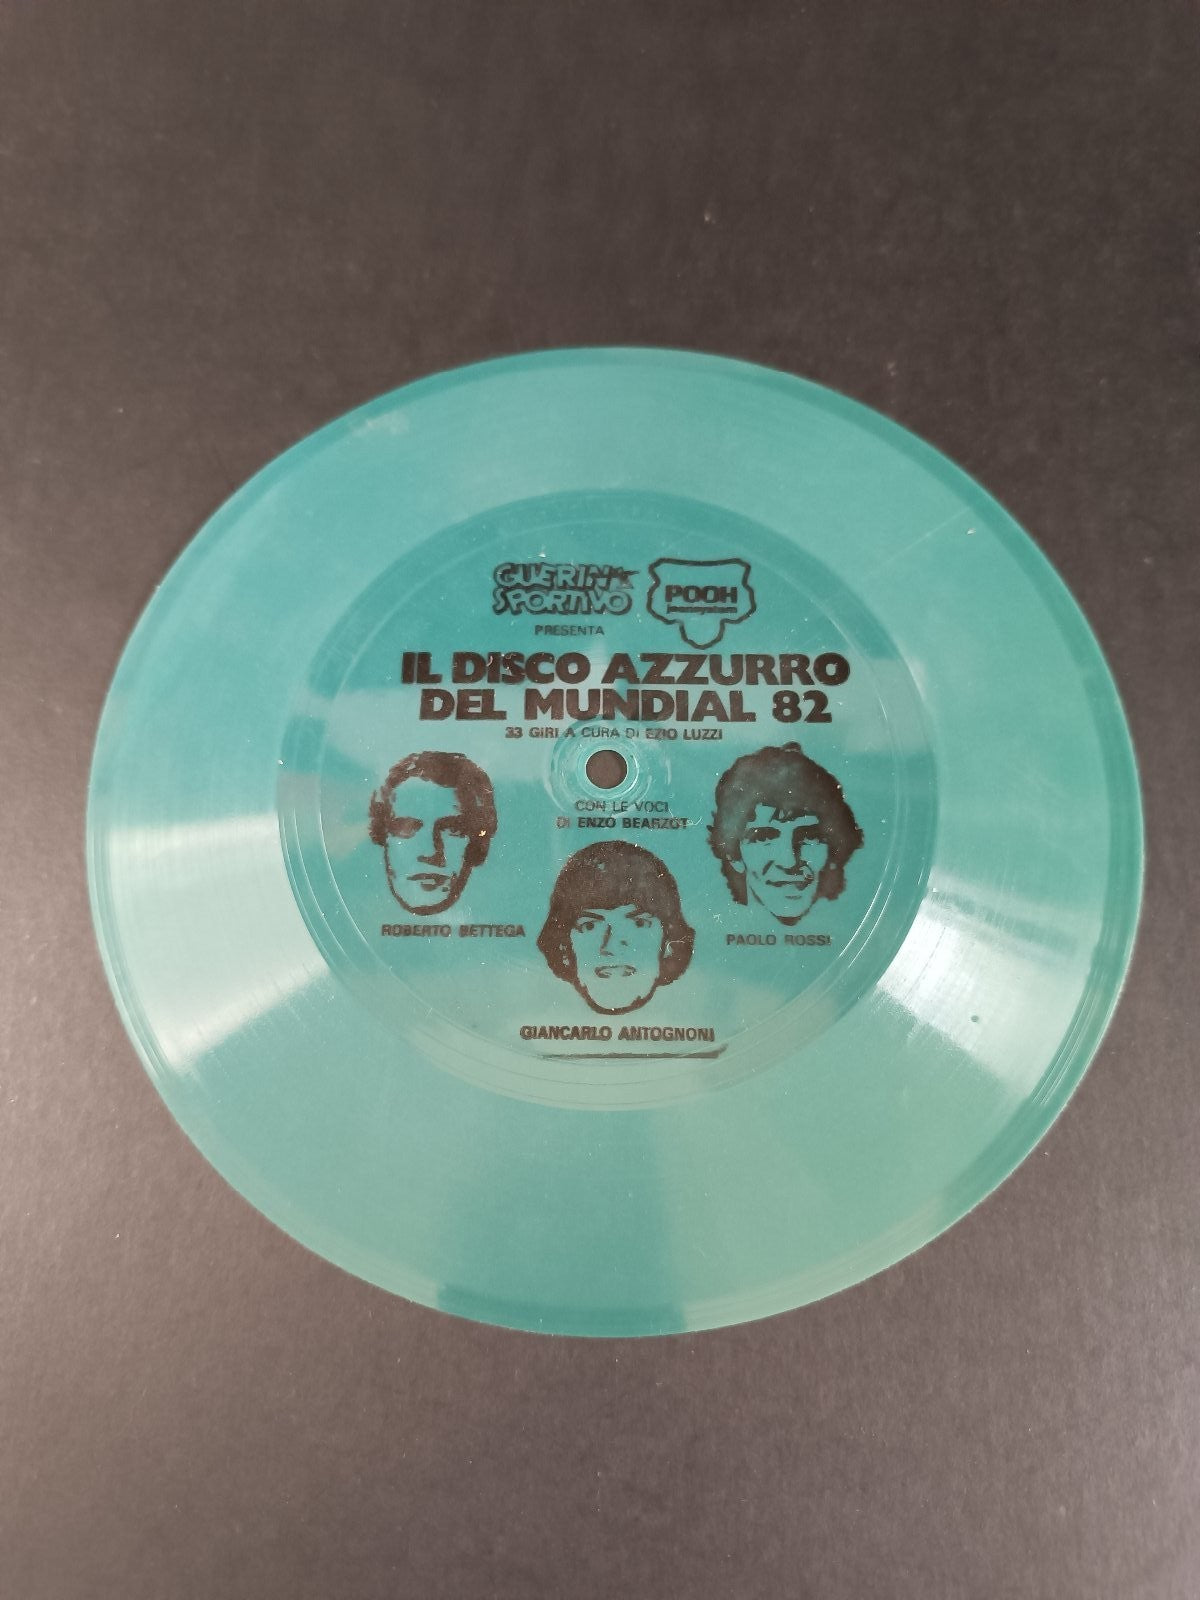 GUERIN
SPORTIVO
POOH
jeansystem
PRESENTA
IL DISCO AZZURRO
DEL MUNDIAL 82
33 GIRI A CURA DI EZIO LUZZI
CON LE VOCI
DI ENZO BEARZOT
ROBERTO BETTEGA
PAOLO ROSSI
GIANCARLO ANTOGNONI